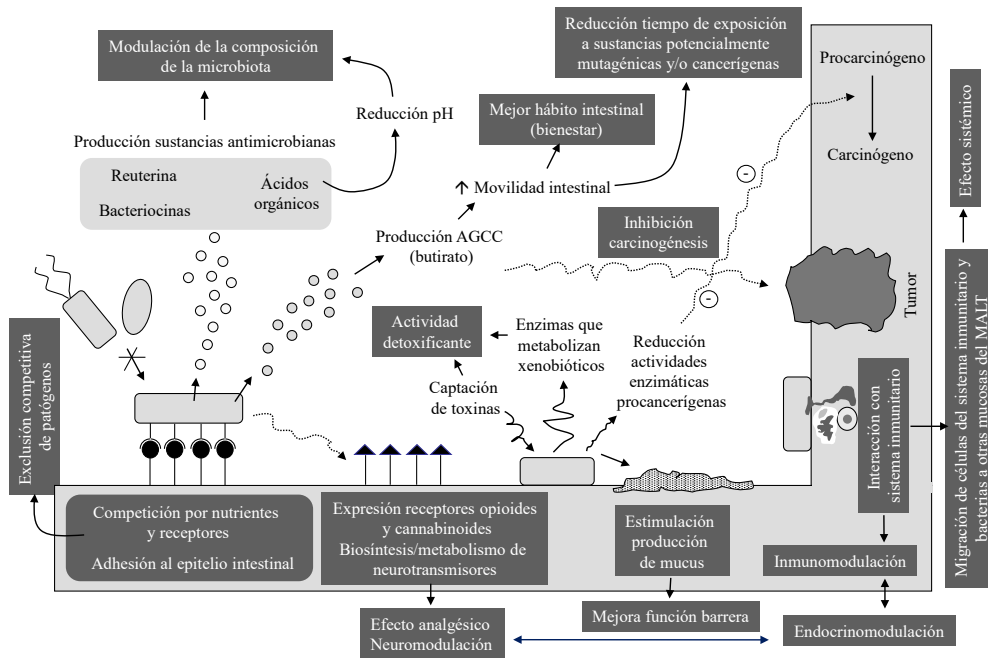 Modulación de la composición
de la microbiota
Reducción pH
Producción sustancias antimicrobianas
Reuterina
Bacteriocinas
Ácidos
orgánicos
Reducción tiempo de exposición
a sustancias potencialmente
mutagénicas y/o cancerígenas
Mejor hábito intestinal
(bienestar)
Movilidad intestinal
Producción AGCC
(butirato)
Inhibición
carcinogénesis
Procarcinógeno
Carcinógeno
Tumor
Efecto sistémico
Migración de células del sistema inmunitario y
bacterias a otras mucosas del MALT
Interacción con
sistema inmunitario
Actividad
detoxificante
Enzimas que
metabolizan
xenobióticos
Captación
de toxinas
Reducción
actividades
enzimáticas
procancerígenas
Exclusión competitiva
de patógenos
Competición por nutrientes
y receptores
Adhesión al epitelio intestinal
Expresión receptores opioides
y cannabinoides
Biosíntesis/metabolismo de
neurotransmisores
Estimulación
producción
de mucus
Inmunomodulación
Efecto analgésico
Neuromodulación
Mejora función barrera
Endocrinomodulación